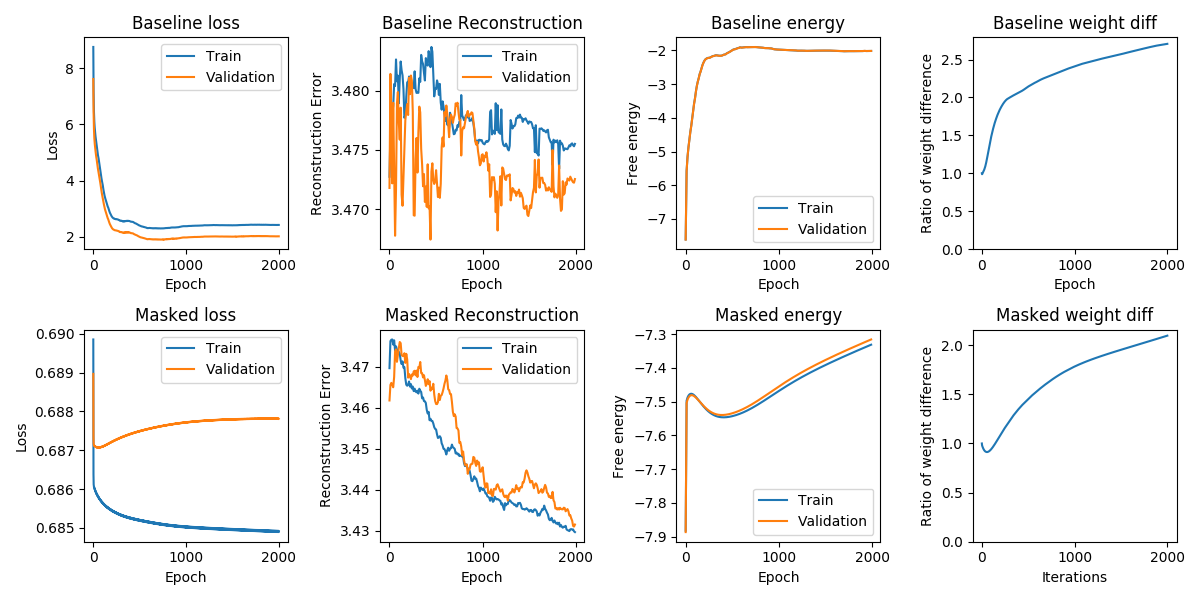 Baseline loss
Loss
8
6
4
2
Train
Validation
0
1000
2000
Epoch
Baseline Reconstruction
Reconstruction Error
3.480
3.475
3.470
Train
Validation
0
1000
2000
Epoch
Baseline energy
Free energy
−2
−3
−4
−5
−6
−7
Train
Validation
0
1000
2000
Epoch
Baseline weight diff
Ratio of weight difference
2.5
2.0
1.5
1.0
0.5
0.0
0
1000
2000
Epoch
Masked loss
Loss
0.690
0.689
0.688
0.687
0.686
0.685
Train
Validation
0
1000
2000
Epoch
Masked Reconstruction
Reconstruction Error
3.47
3.46
3.45
3.44
3.43
Train
Validation
0
1000
2000
Epoch
Masked energy
Free energy
−7.3
−7.4
−7.5
−7.6
−7.7
−7.8
−7.9
Train
Validation
0
1000
2000
Epoch
Masked weight diff
Ratio of weight difference
2.0
1.5
1.0
0.5
0.0
0
1000
2000
Iterations